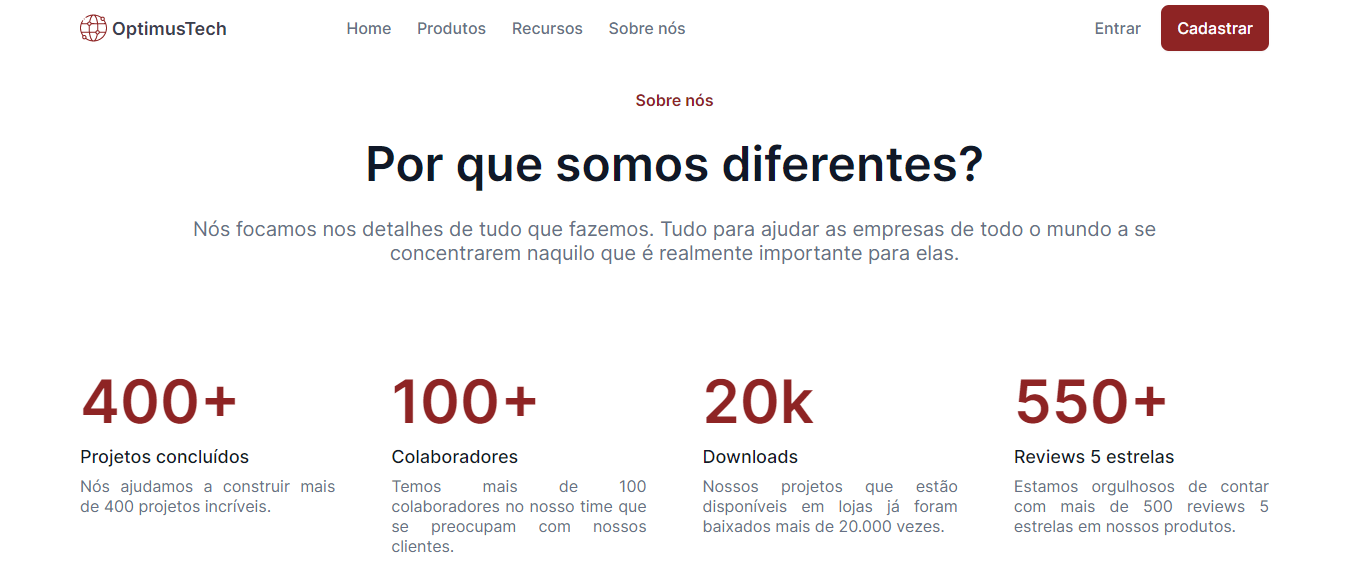 OptimusTech Home Produtos Recursos Sobre nós Entrar Cadastrar
Sobre nós
Por que somos diferentes?
Nós focamos nos detalhes de tudo que fazemos. Tudo para ajudar as empresas de todo o mundo a se
concentrarem naquilo que é realmente importante para elas.
400+
Projetos concluídos
Nós ajudamos a construir mais
de 400 projetos incríveis.
100+
Colaboradores
Temos mais de 100
colaboradores no nosso time que
se preocupam com nossos
clientes.
20k
Downloads
Nossos projetos que estão
disponíveis em lojas já foram
baixados mais de 20.000 vezes.
550+
Reviews 5 estrelas
Estamos orgulhosos de contar
com mais de 500 reviews 5
estrelas em nossos produtos.